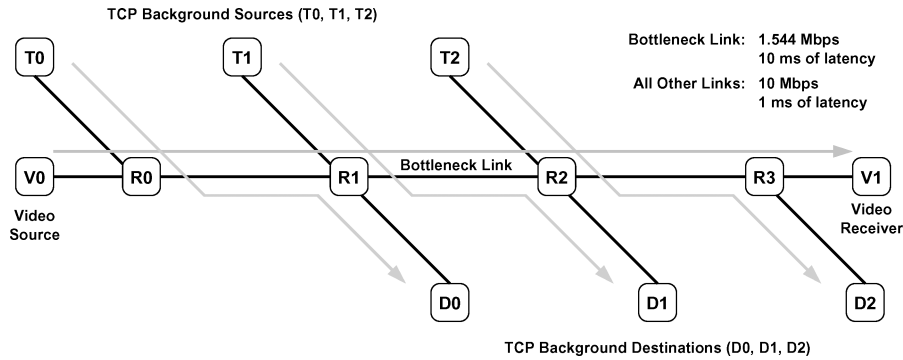 TCP Background Sources (T0, T1, T2)
Bottleneck Link: 1.544 Mbps
10 ms of latency
All Other Links: 10 Mbps
1 ms of latency
T0
T1
T2
Bottleneck Link
V0
R0
R1
R2
R3
V1
Video
Source
Video
Receiver
D0
D1
D2
TCP Background Destinations (D0, D1, D2)